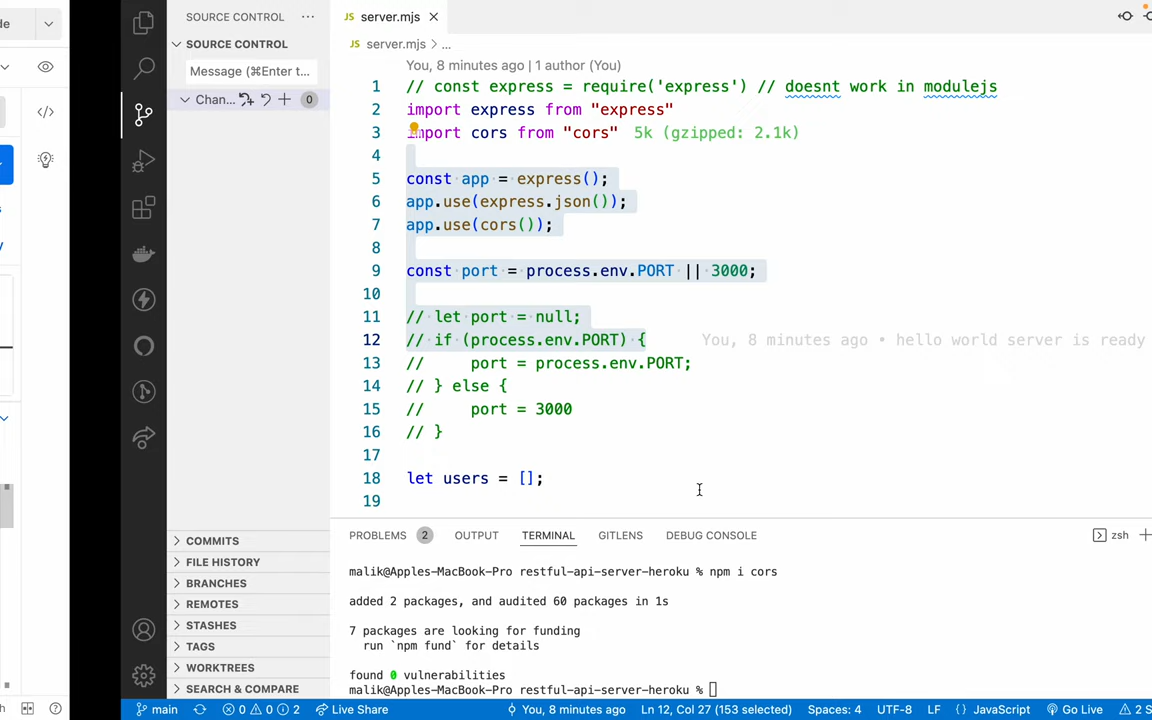 de
SOURCE CONTROL
SOURCE CONTROL
Message (⌘Enter t...
Chan... 0
COMMITS
FILE HISTORY
BRANCHES
REMOTES
STASHES
TAGS
WORKTREES
SEARCH & COMPARE
JS server.mjs
JS server.mjs > ...
You, 8 minutes ago | 1 author (You)
1 // const express = require('express') // doesnt work in modulejs
2 import express from "express"
3 import cors from "cors" 5k (gzipped: 2.1k)
4
5 const app = express();
6 app.use(express.json());
7 app.use(cors());
8
9 const port = process.env.PORT || 3000;
10
11 // let port = null;
12 // if (process.env.PORT) { You, 8 minutes ago • hello world server is ready
13 //     port = process.env.PORT;
14 // } else {
15 //     port = 3000
16 // }
17
18 let users = [];
19
PROBLEMS 2 OUTPUT TERMINAL GITLENS DEBUG CONSOLE zsh
malik@Apples-MacBook-Pro restful-api-server-heroku % npm i cors
added 2 packages, and audited 60 packages in 1s
7 packages are looking for funding
run `npm fund` for details
found 0 vulnerabilities
malik@Apples-MacBook-Pro restful-api-server-heroku %
main 0 0 2 Live Share You, 8 minutes ago Ln 12, Col 27 (153 selected) Spaces: 4 UTF-8 LF {} JavaScript Go Live 2 S